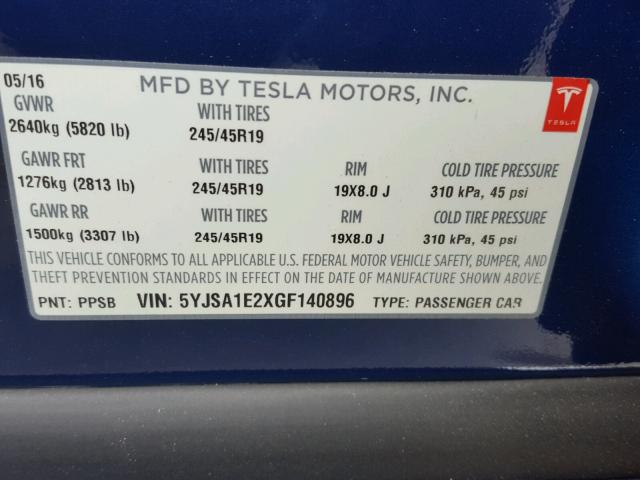 05/16 MFD BY TESLA MOTORS, INC.
GVWR WITH TIRES
2640kg (5820 lb) 245/45R19
TESLA
GAWR FRT WITH TIRES RIM COLD TIRE PRESSURE
1276kg (2813 lb) 245/45R19 19X8.0 J 310 kPa, 45 psi
GAWR RR WITH TIRES RIM COLD TIRE PRESSURE
1500kg (3307 lb) 245/45R19 19X8.0 J 310 kPa, 45 psi
THIS VEHICLE CONFORMS TO ALL APPLICABLE U.S. FEDERAL MOTOR VEHICLE SAFETY, BUMPER, AND
THEFT PREVENTION STANDARDS IN EFFECT ON THE DATE OF MANUFACTURE SHOWN ABOVE.
PNT: PPSB VIN: 5YJSA1E2XGF140896 TYPE: PASSENGER CAR